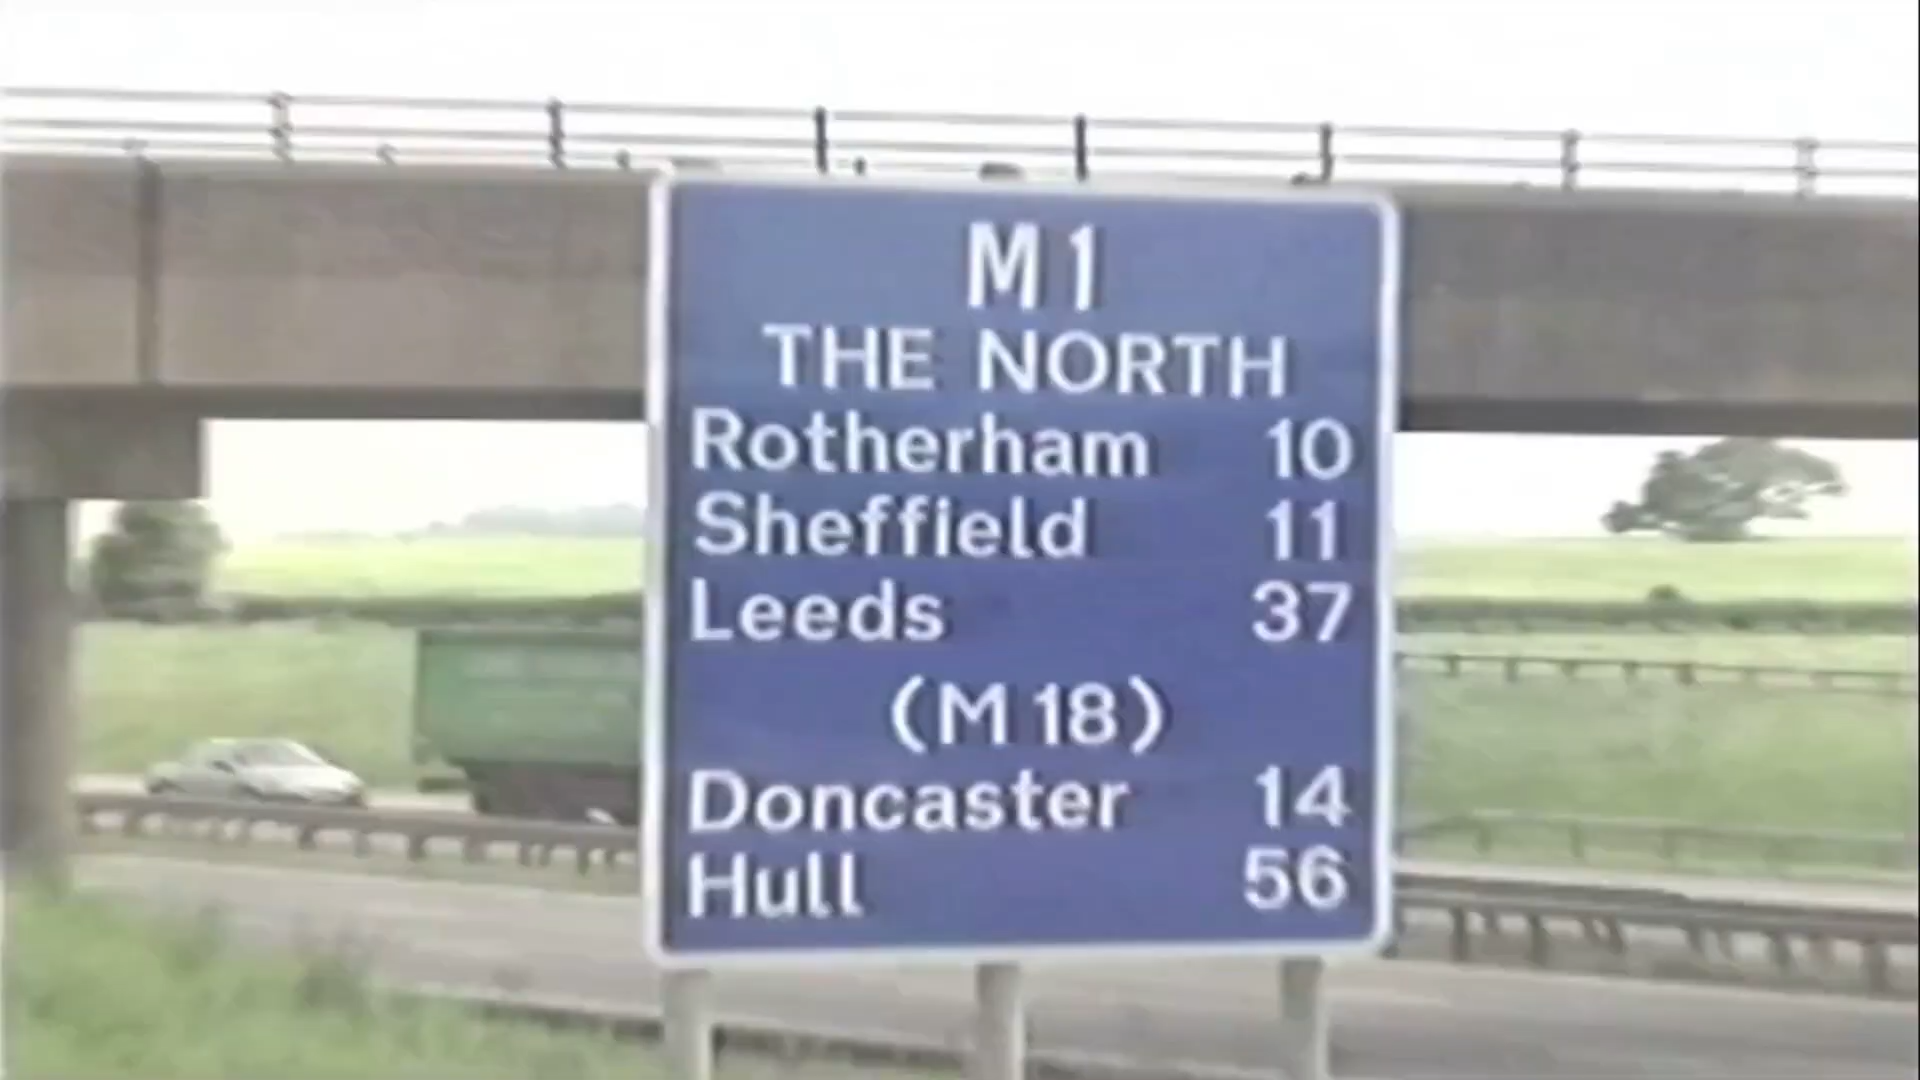 M1
THE NORTH
Rotherham 10
Sheffield 11
Leeds 37
(M18)
Doncaster 14
Hull 56